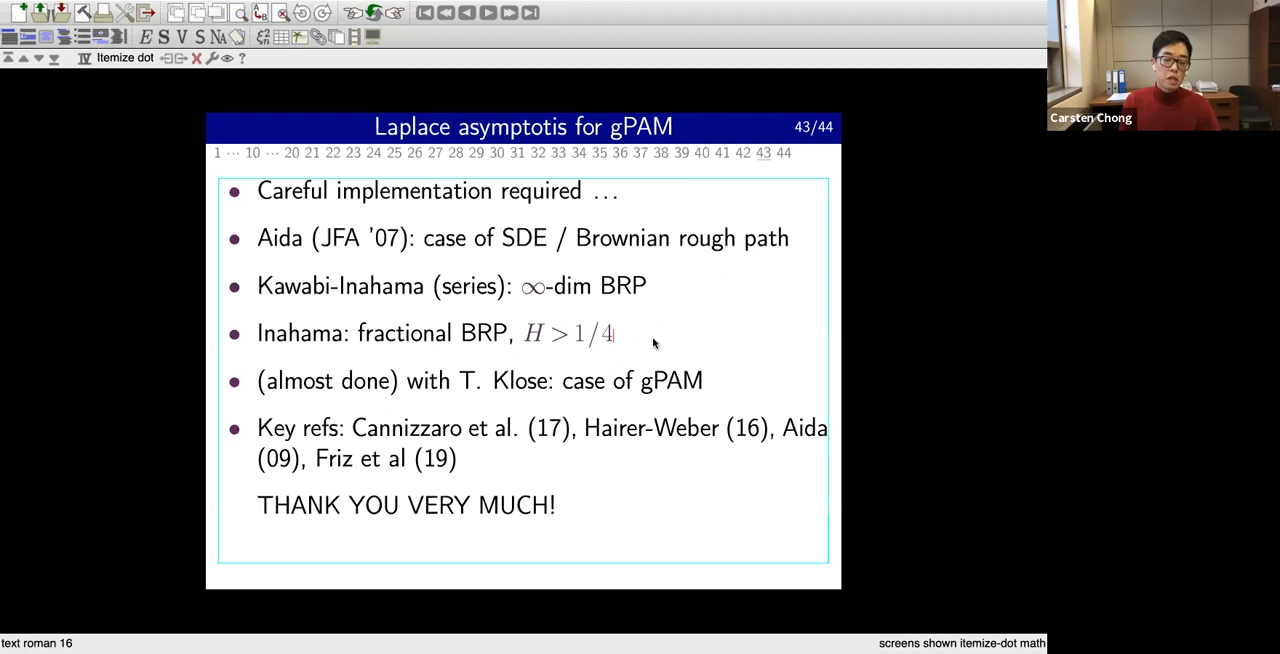 E S V S NA
IV Itemize dot ?
Carsten Chong
Laplace asymptotis for gPAM 43/44
1 ··· 10 ··· 20 21 22 23 24 25 26 27 28 29 30 31 32 33 34 35 36 37 38 39 40 41 42 43 44
• Careful implementation required ...
• Aida (JFA '07): case of SDE / Brownian rough path
• Kawabi-Inahama (series): ∞-dim BRP
• Inahama: fractional BRP, H > 1/4
• (almost done) with T. Klose: case of gPAM
• Key refs: Cannizzaro et al. (17), Hairer-Weber (16), Aida
(09), Friz et al (19)
THANK YOU VERY MUCH!
text roman 16 screens shown itemize-dot math